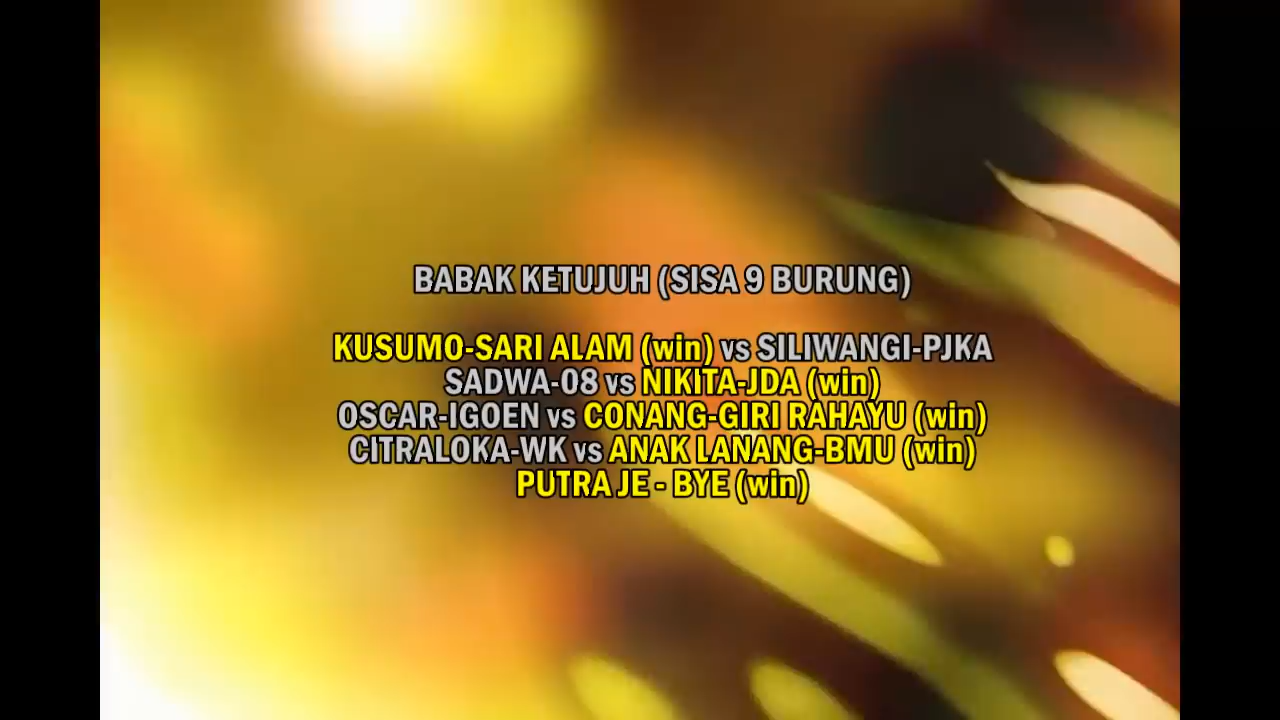 BABAK KETUJUH (SISA 9 BURUNG)
KUSUMO-SARI ALAM (win) vs SILIWANGI-PJKA
SADWA-08 vs NIKITA-JDA (win)
OSCAR-IGOEN vs CONANG-GIRI RAHAYU (win)
CITRALOKA-WK vs ANAK LANANG-BMU (win)
PUTRA JE - BYE (win)